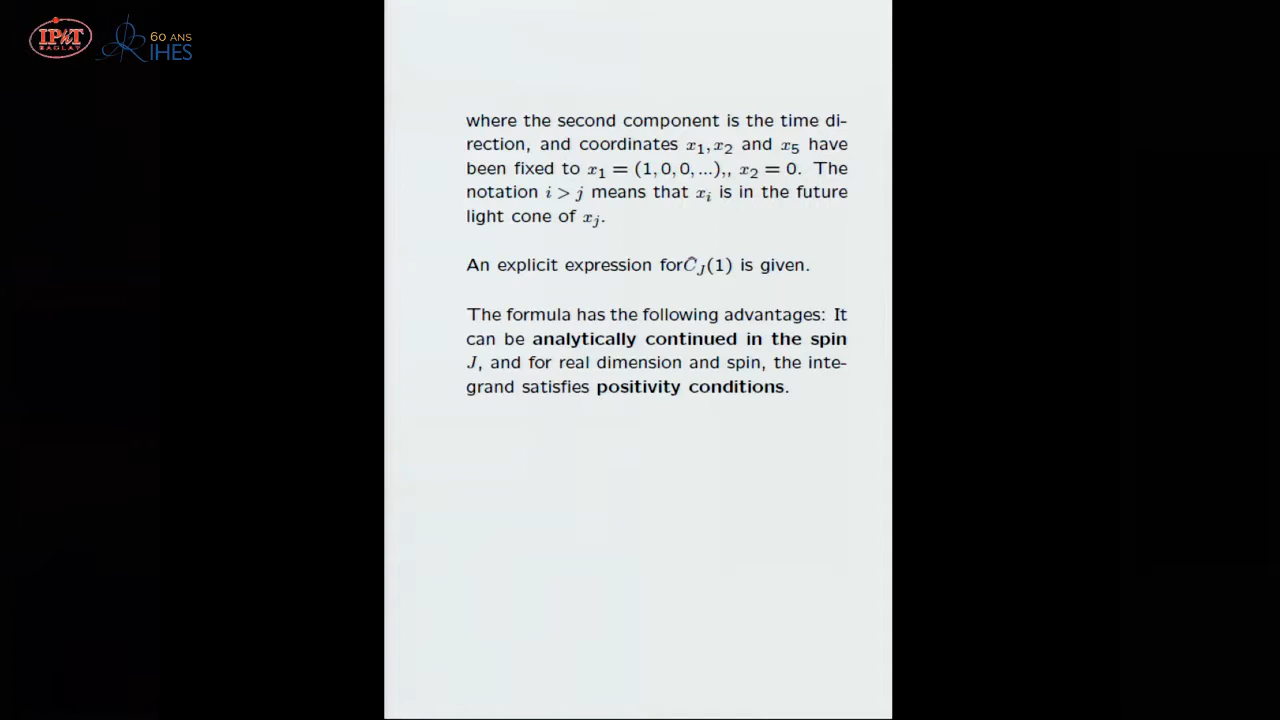 IPhT
SACLAY
60 ANS
IHES
where the second component is the time di-
rection, and coordinates x₁, x₂ and x₅ have
been fixed to x₁ = (1, 0, 0, ...),, x₂ = 0. The
notation i > j means that xᵢ is in the future
light cone of xⱼ.
An explicit expression forĈ_J(1) is given.
The formula has the following advantages: It
can be analytically continued in the spin
J, and for real dimension and spin, the inte-
grand satisfies positivity conditions.